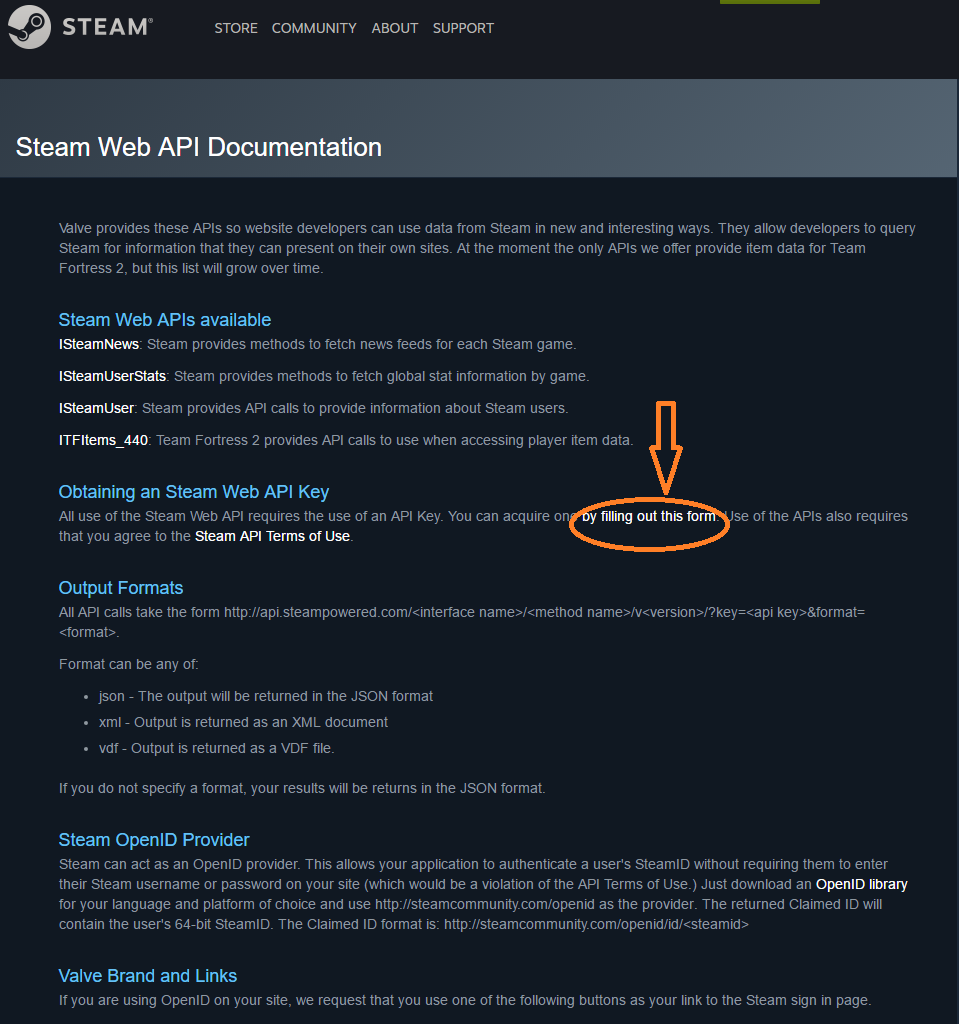 STEAM®
STORE COMMUNITY ABOUT SUPPORT
Steam Web API Documentation
Valve provides these APIs so website developers can use data from Steam in new and interesting ways. They allow developers to query
Steam for information that they can present on their own sites. At the moment the only APIs we offer provide item data for Team
Fortress 2, but this list will grow over time.
Steam Web APIs available
ISteamNews: Steam provides methods to fetch news feeds for each Steam game.
ISteamUserStats: Steam provides methods to fetch global stat information by game.
ISteamUser: Steam provides API calls to provide information about Steam users.
ITFItems_440: Team Fortress 2 provides API calls to use when accessing player item data.
Obtaining an Steam Web API Key
All use of the Steam Web API requires the use of an API Key. You can acquire one by filling out this form. Use of the APIs also requires
that you agree to the Steam API Terms of Use.
Output Formats
All API calls take the form http://api.steampowered.com/<interface name>/<method name>/v<version>/?key=<api key>&format=
<format>.
Format can be any of:
• json - The output will be returned in the JSON format
• xml - Output is returned as an XML document
• vdf - Output is returned as a VDF file.
If you do not specify a format, your results will be returns in the JSON format.
Steam OpenID Provider
Steam can act as an OpenID provider. This allows your application to authenticate a user's SteamID without requiring them to enter
their Steam username or password on your site (which would be a violation of the API Terms of Use.) Just download an OpenID library
for your language and platform of choice and use http://steamcommunity.com/openid as the provider. The returned Claimed ID will
contain the user's 64-bit SteamID. The Claimed ID format is: http://steamcommunity.com/openid/id/<steamid>
Valve Brand and Links
If you are using OpenID on your site, we request that you use one of the following buttons as your link to the Steam sign in page.